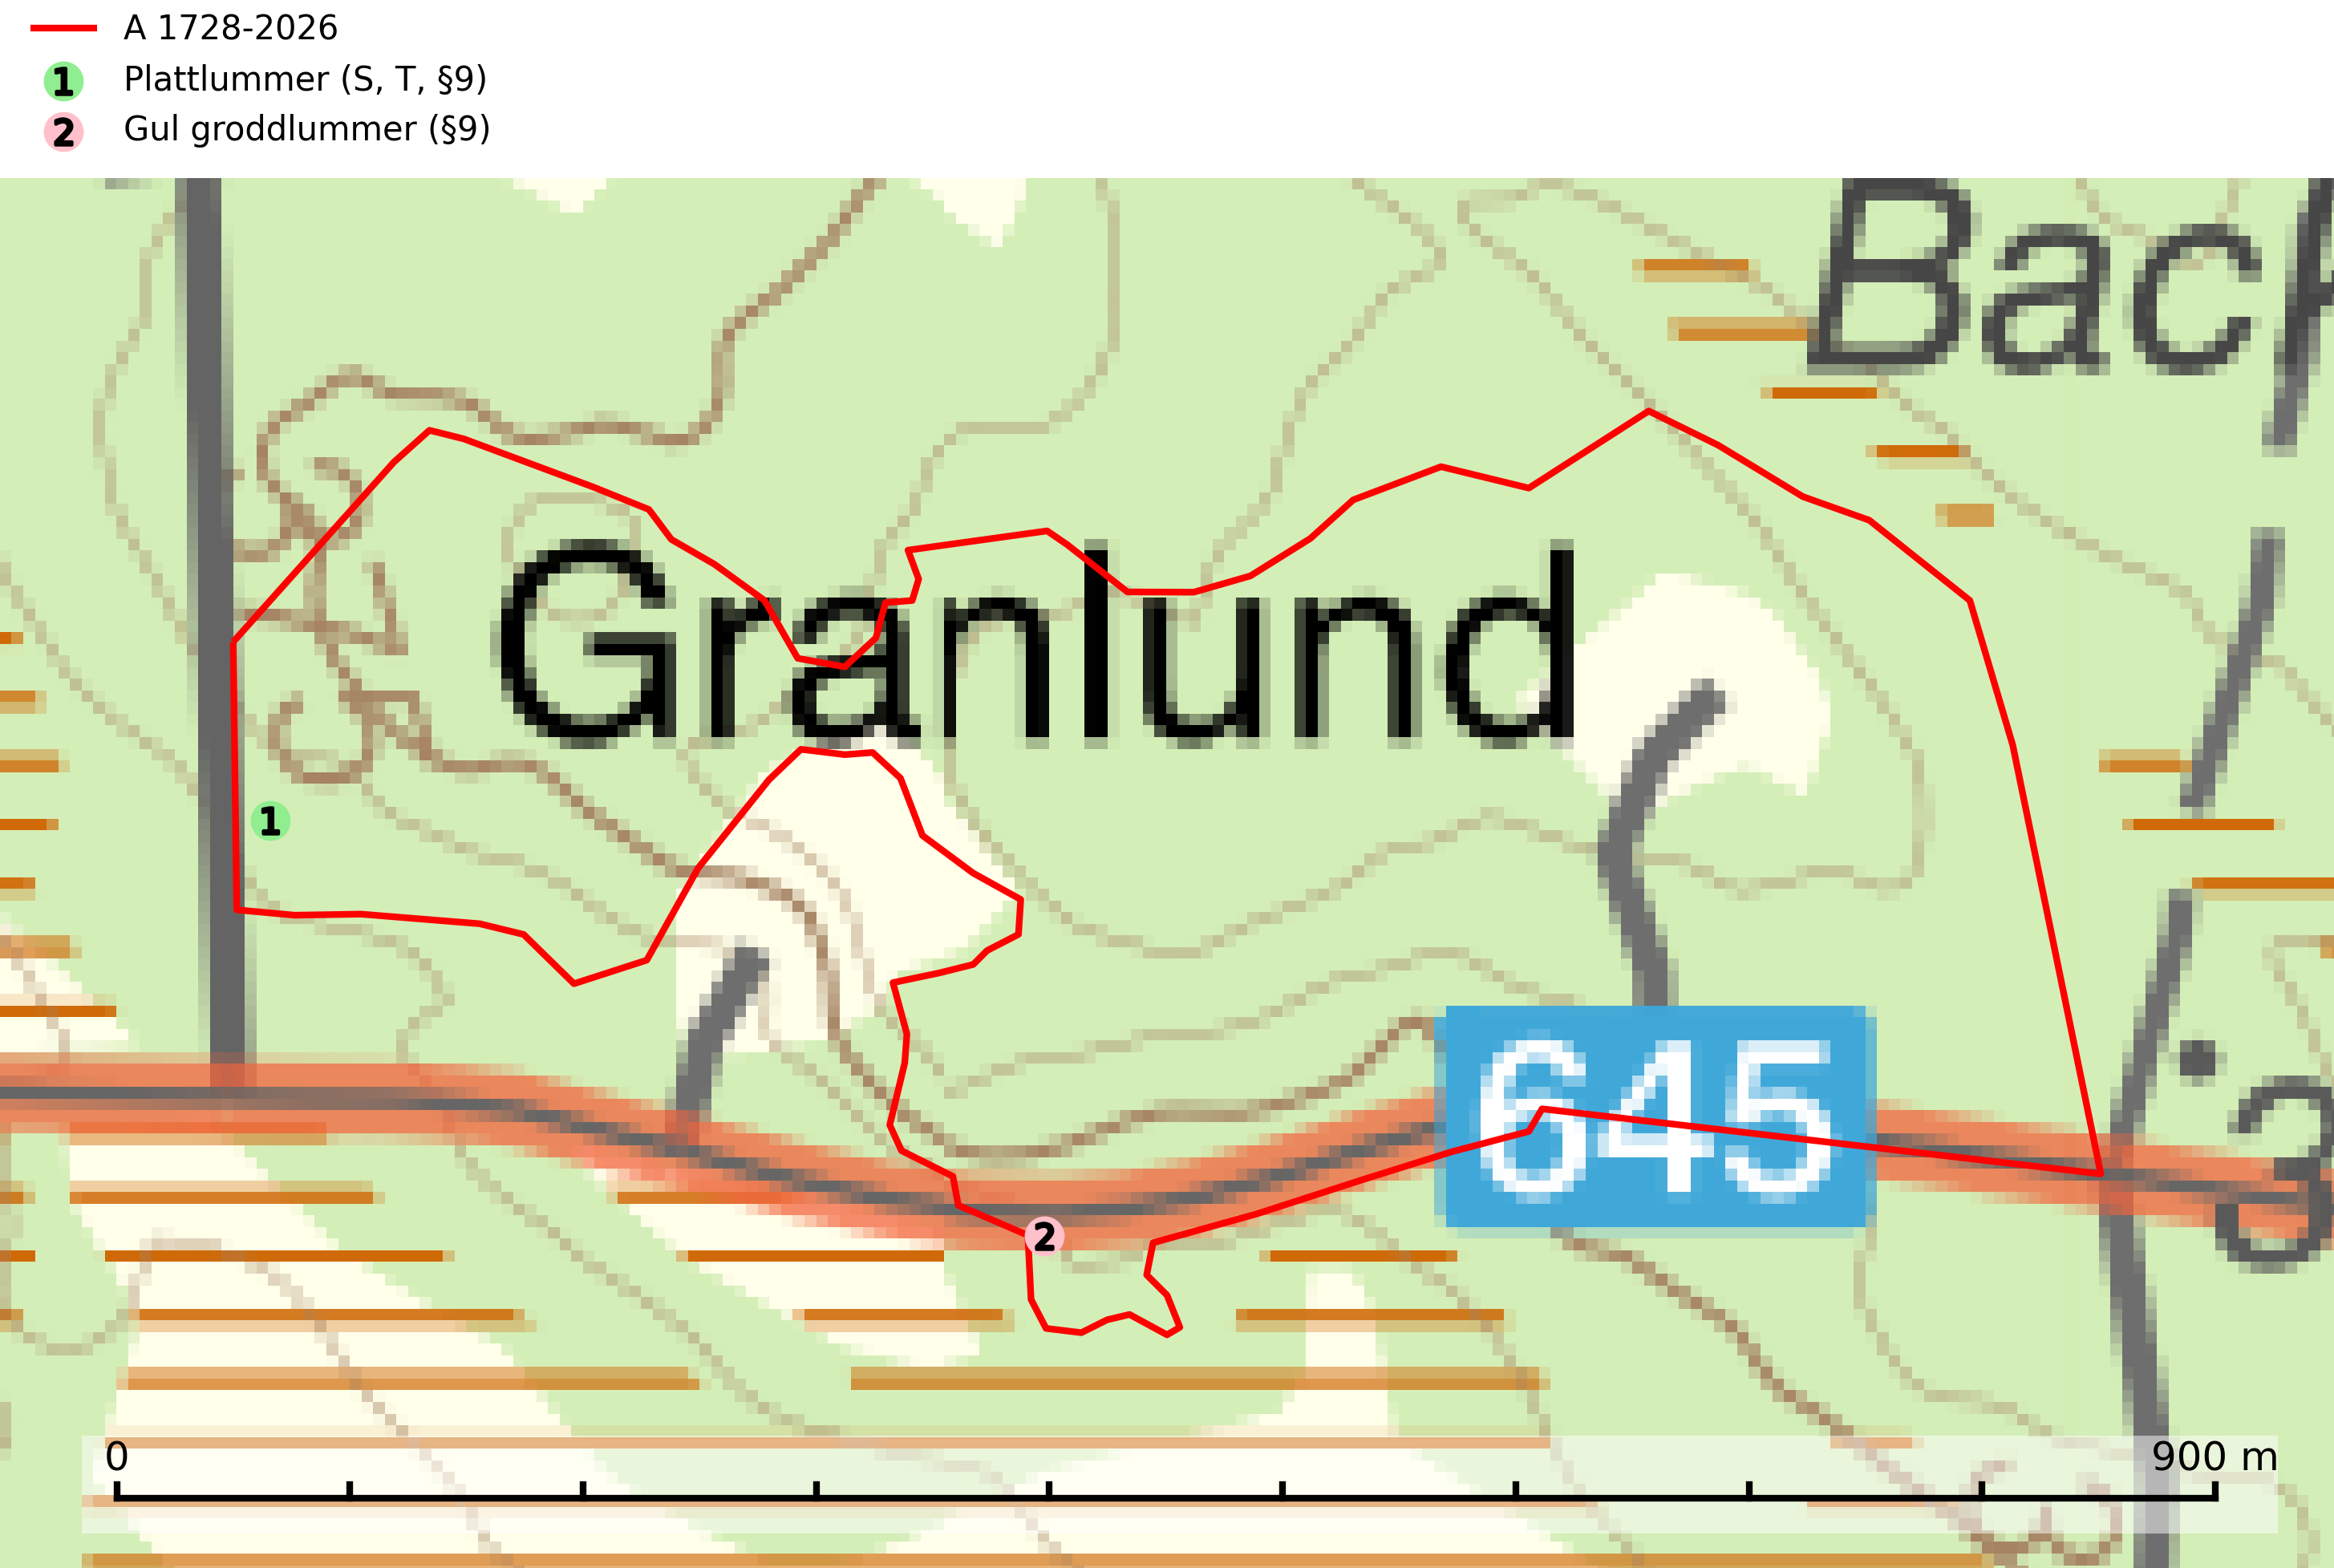 A 1728-2026
1 Plattlummer (S, T, §9)
2 Gul groddlummer (§9)
Bac
Granlund
1
645
2
0 900 m